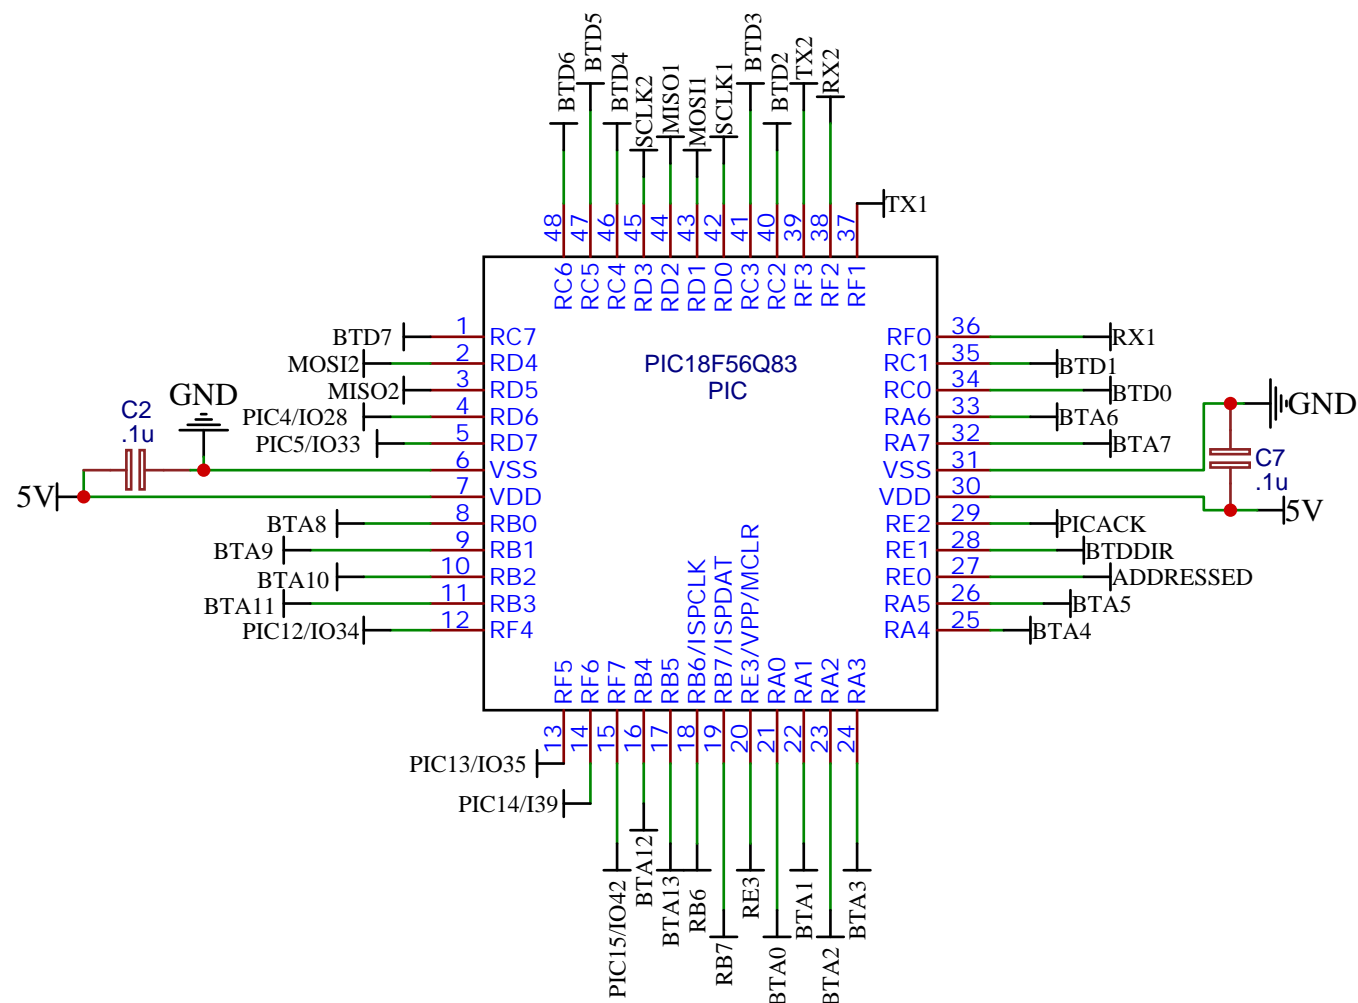 BTD6
BTD5
BTD4
SCLK2
MISO1
MOSI1
SCLK1
BTD3
BTD2
TX2
RX2
TX1
48 47 46 45 44 43 42 41 40 39 38 37
RC6 RC5 RC4 RD3 RD2 RD1 RD0 RC3 RC2 RF3 RF2 RF1
PIC18F56Q83
PIC
BTD7 1 RC7
MOSI2 2 RD4
MISO2 3 RD5
PIC4/IO28 4 RD6
PIC5/IO33 5 RD7
6 VSS
7 VDD
BTA8 8 RB0
BTA9 9 RB1
BTA10 10 RB2
BTA11 11 RB3
PIC12/IO34 12 RF4
GND
C2
.1u
5V
RF0 36 RX1
RC1 35 BTD1
RC0 34 BTD0
RA6 33 BTA6
RA7 32 BTA7
VSS 31
VDD 30
RE2 29 PICACK
RE1 28 BTDDIR
RE0 27 ADDRESSED
RA5 26 BTA5
RA4 25 BTA4
GND
C7
.1u
5V
RF5 RF6 RF7 RB4 RB5 RB6/ISPCLK RB7/ISPDAT RE3/VPP/MCLR RA0 RA1 RA2 RA3
13 14 15 16 17 18 19 20 21 22 23 24
PIC13/IO35
PIC14/I39
PIC15/IO42
BTA12
BTA13
RB6
RB7
RE3
BTA0
BTA1
BTA2
BTA3